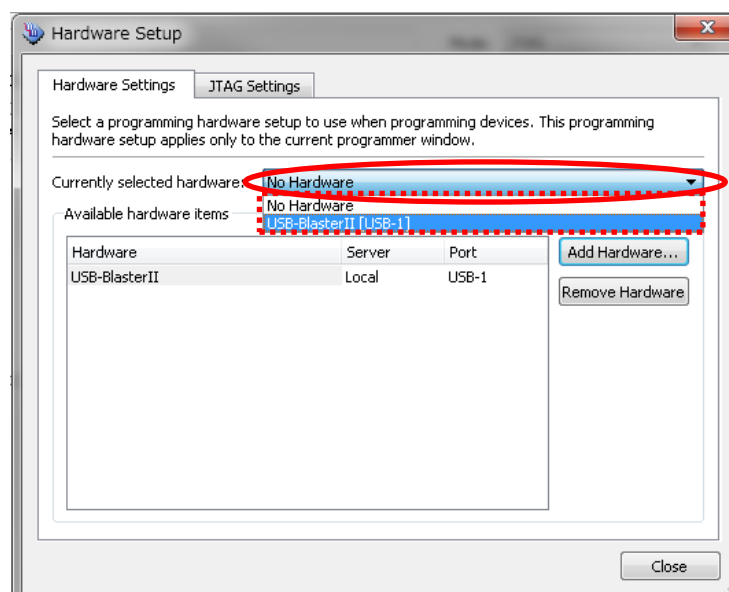 Hardware Setup
x
Hardware Settings
JTAG Settings
Select a programming hardware setup to use when programming devices. This programming
hardware setup applies only to the current programmer window.
Currently selected hardware:
No Hardware
No Hardware
USB-BlasterII [USB-1]
Available hardware items
Hardware Server Port
USB-BlasterII Local USB-1
Add Hardware...
Remove Hardware
Close